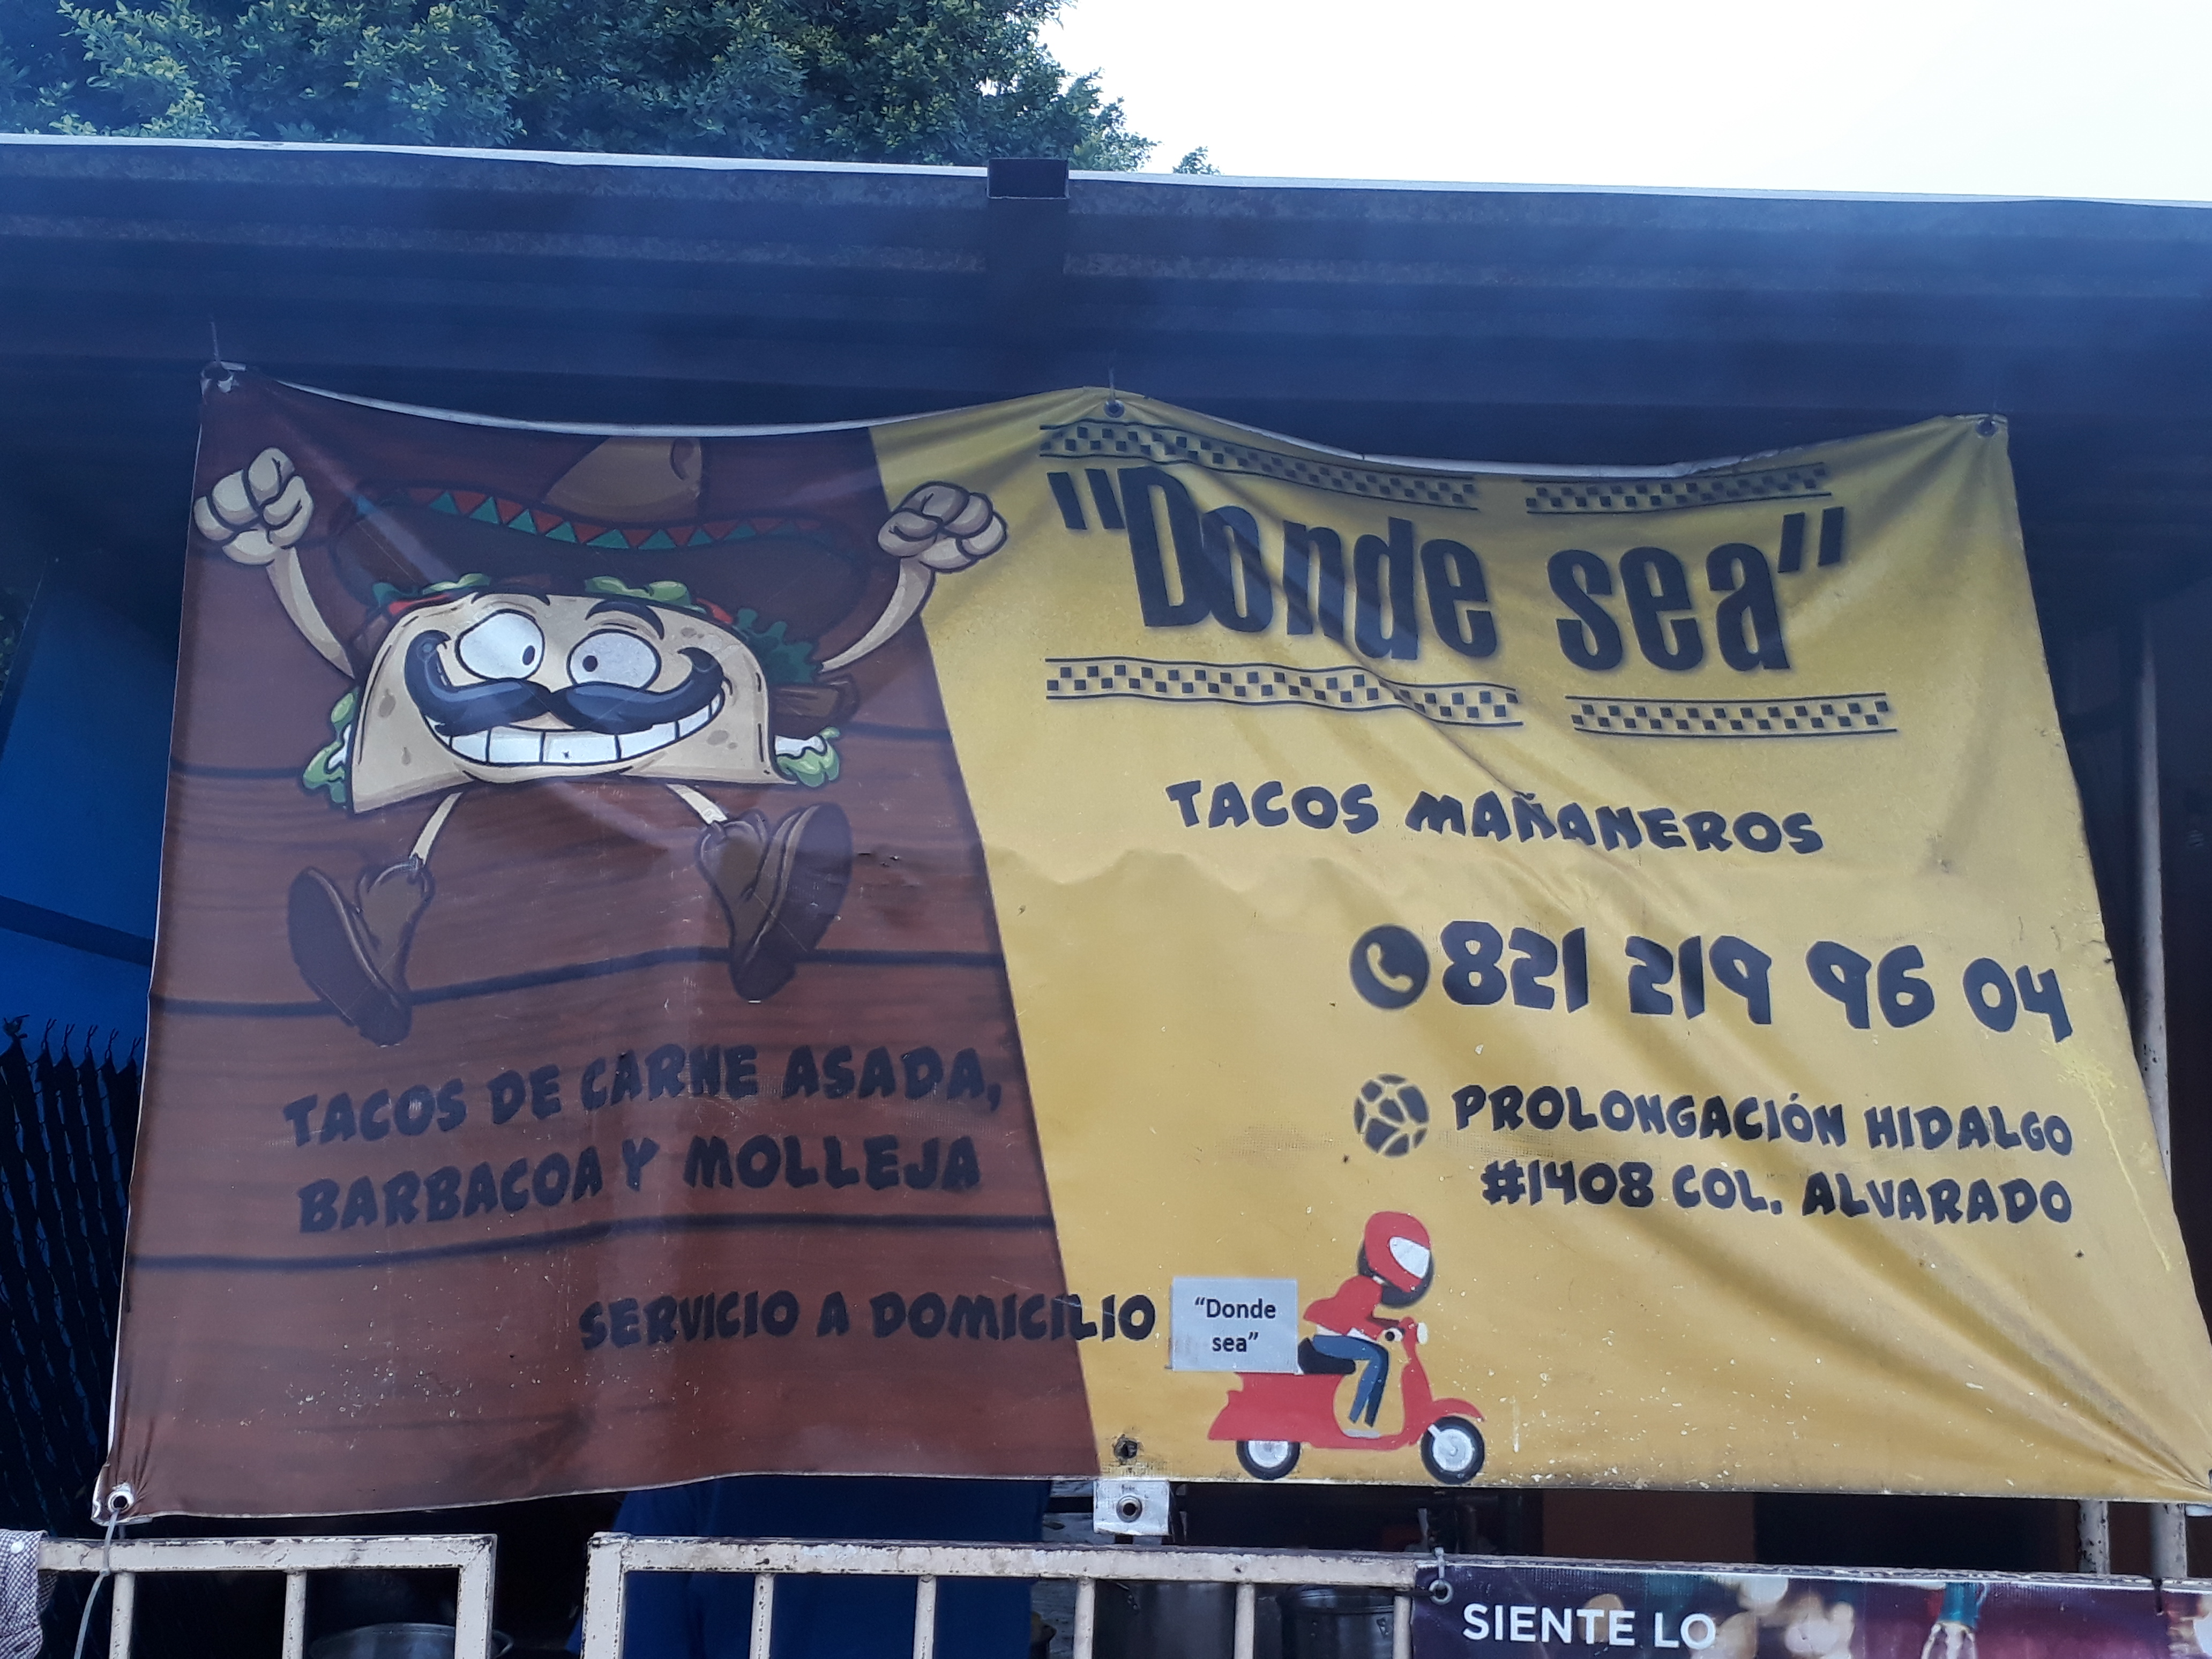 "Donde sea"
TACOS MAÑANEROS
821 219 96 04
PROLONGACIÓN HIDALGO
#1408 COL. ALVARADO
TACOS DE CARNE ASADA,
BARBACOA Y MOLLEJA
SERVICIO A DOMICILIO
“Donde
sea”
SIENTE LO